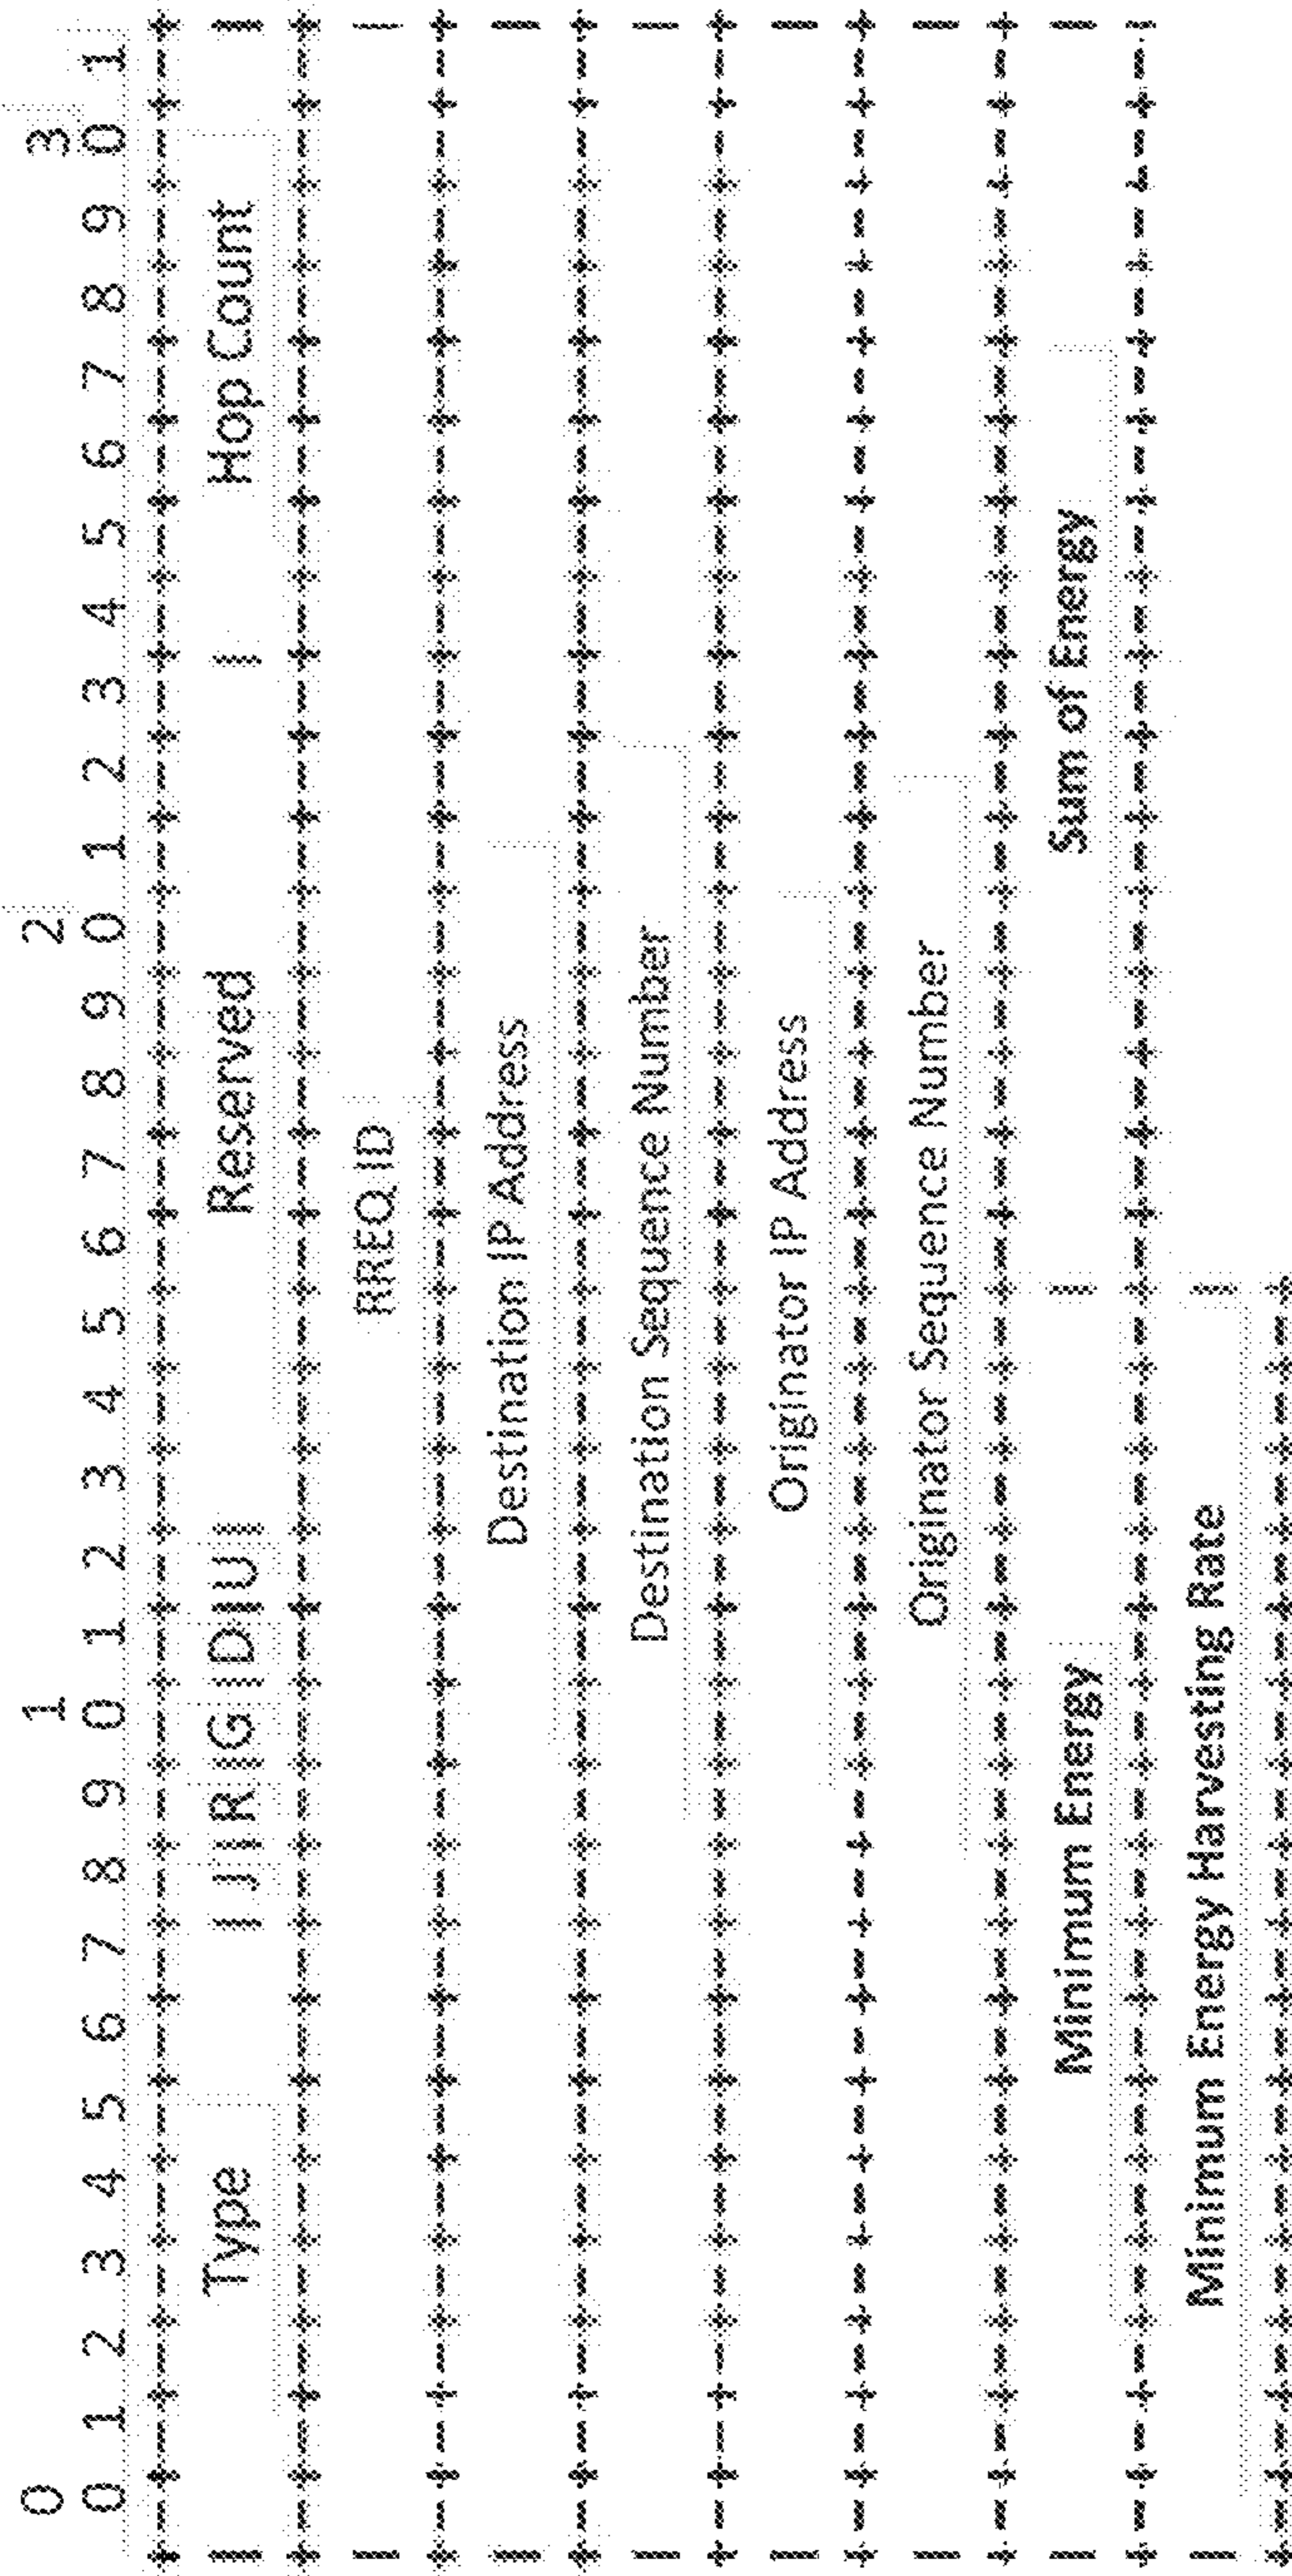 0 1 2 3
0 1 2 3 4 5 6 7 8 9 0 1 2 3 4 5 6 7 8 9 0 1 2 3 4 5 6 7 8 9 0 1
+-+-+-+-+-+-+-+-+-+-+-+-+-+-+-+-+-+-+-+-+-+-+-+-+-+-+-+-+-+-+-+-+
| Type |J|R|G|D|U| Reserved | Hop Count |
+-+-+-+-+-+-+-+-+-+-+-+-+-+-+-+-+-+-+-+-+-+-+-+-+-+-+-+-+-+-+-+-+
| RREQ ID |
+-+-+-+-+-+-+-+-+-+-+-+-+-+-+-+-+-+-+-+-+-+-+-+-+-+-+-+-+-+-+-+-+
| Destination IP Address |
+-+-+-+-+-+-+-+-+-+-+-+-+-+-+-+-+-+-+-+-+-+-+-+-+-+-+-+-+-+-+-+-+
| Destination Sequence Number |
+-+-+-+-+-+-+-+-+-+-+-+-+-+-+-+-+-+-+-+-+-+-+-+-+-+-+-+-+-+-+-+-+
| Originator IP Address |
+-+-+-+-+-+-+-+-+-+-+-+-+-+-+-+-+-+-+-+-+-+-+-+-+-+-+-+-+-+-+-+-+
| Originator Sequence Number |
+-+-+-+-+-+-+-+-+-+-+-+-+-+-+-+-+-+-+-+-+-+-+-+-+-+-+-+-+-+-+-+-+
| Minimum Energy | Sum of Energy |
+-+-+-+-+-+-+-+-+-+-+-+-+-+-+-+-+-+-+-+-+-+-+-+-+-+-+-+-+-+-+-+-+
| Minimum Energy Harvesting Rate |
+-+-+-+-+-+-+-+-+-+-+-+-+-+-+-+-+